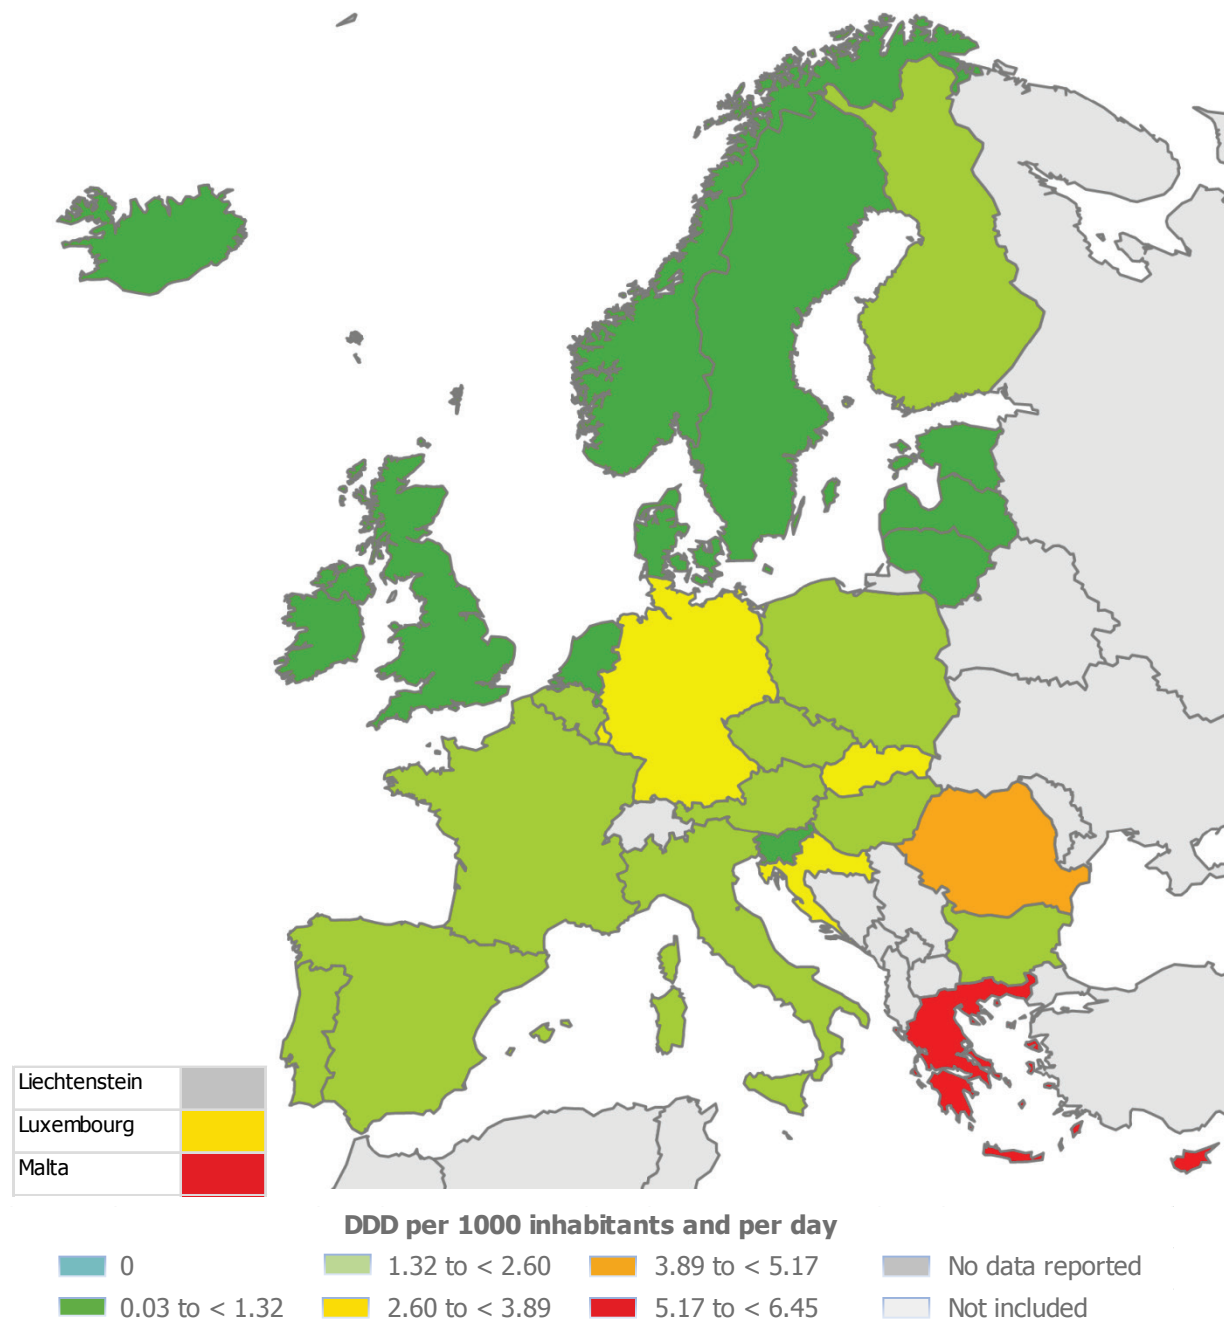 Liechtenstein
Luxembourg
Malta
DDD per 1000 inhabitants and per day
0 1.32 to < 2.60 3.89 to < 5.17 No data reported
0.03 to < 1.32 2.60 to < 3.89 5.17 to < 6.45 Not included